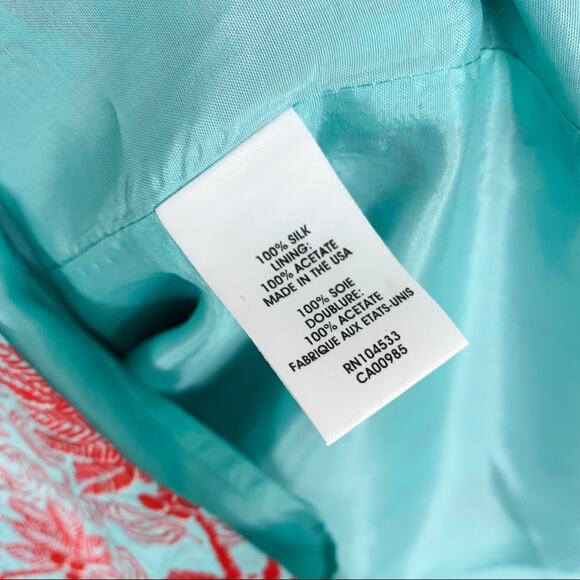 100% SILK
LINING:
100% ACETATE
MADE IN THE USA
100% SOIE
DOUBLURE:
100% ACETATE
FABRIQUE AUX ETATS-UNIS
RN104533
CA00985